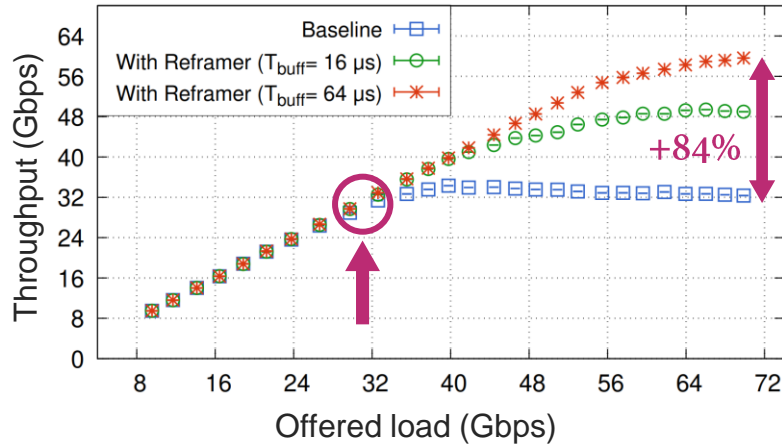 Baseline
With Reframer (Tbuff= 16 µs)
With Reframer (Tbuff= 64 µs)
Throughput (Gbps)
64
56
48
40
32
24
16
8
0
+84%
8 16 24 32 40 48 56 64 72
Offered load (Gbps)